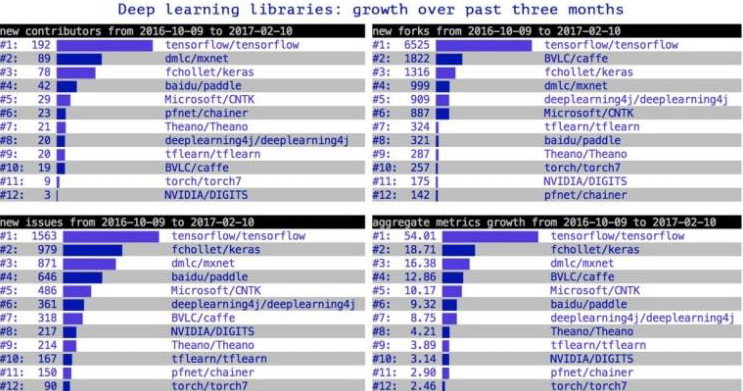 Deep learning libraries: growth over past three months
new contributors from 2016-10-09 to 2017-02-10
#1: 192 tensorflow/tensorflow
#2: 89 dmlc/mxnet
#3: 78 fchollet/keras
#4: 42 baidu/paddle
#5: 29 Microsoft/CNTK
#6: 23 pfnet/chainer
#7: 21 Theano/Theano
#8: 20 deeplearning4j/deeplearning4j
#9: 20 tflearn/tflearn
#10: 19 BVLC/caffe
#11: 9 torch/torch7
#12: 3 NVIDIA/DIGITS
new forks from 2016-10-09 to 2017-02-10
#1: 6525 tensorflow/tensorflow
#2: 1822 BVLC/caffe
#3: 1316 fchollet/keras
#4: 999 dmlc/mxnet
#5: 909 deeplearning4j/deeplearning4j
#6: 887 Microsoft/CNTK
#7: 324 tflearn/tflearn
#8: 321 baidu/paddle
#9: 287 Theano/Theano
#10: 257 torch/torch7
#11: 175 NVIDIA/DIGITS
#12: 142 pfnet/chainer
new issues from 2016-10-09 to 2017-02-10
#1: 1563 tensorflow/tensorflow
#2: 979 fchollet/keras
#3: 871 dmlc/mxnet
#4: 646 baidu/paddle
#5: 486 Microsoft/CNTK
#6: 361 deeplearning4j/deeplearning4j
#7: 318 BVLC/caffe
#8: 217 NVIDIA/DIGITS
#9: 214 Theano/Theano
#10: 167 tflearn/tflearn
#11: 150 pfnet/chainer
#12: 90 torch/torch7
aggregate metrics growth from 2016-10-09 to 2017-02-10
#1: 54.01 tensorflow/tensorflow
#2: 18.71 fchollet/keras
#3: 16.38 dmlc/mxnet
#4: 12.86 BVLC/caffe
#5: 10.17 Microsoft/CNTK
#6: 9.32 baidu/paddle
#7: 8.75 deeplearning4j/deeplearning4j
#8: 4.21 Theano/Theano
#9: 3.89 tflearn/tflearn
#10: 3.14 NVIDIA/DIGITS
#11: 2.90 pfnet/chainer
#12: 2.46 torch/torch7